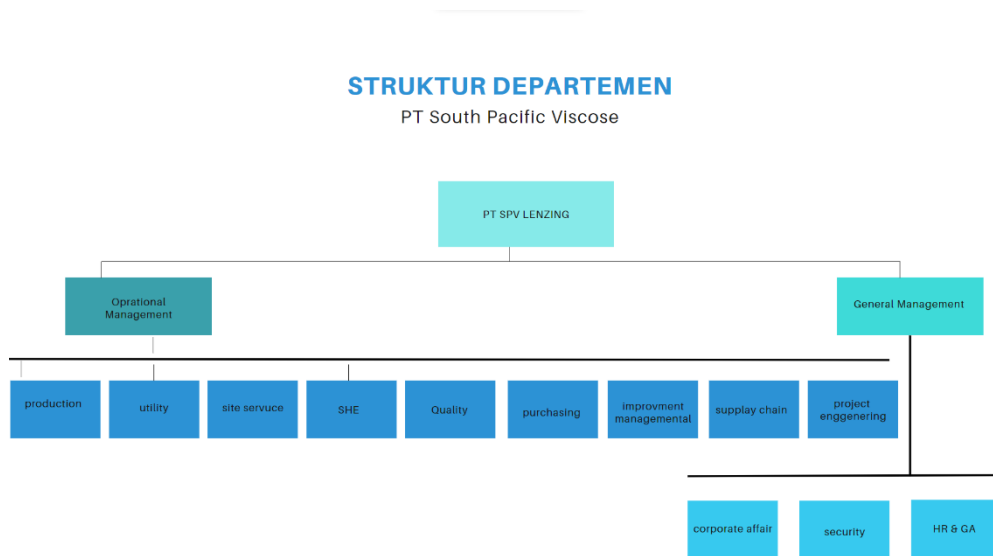 STRUKTUR DEPARTEMEN
PT South Pacific Viscose
PT SPV LENZING
Oprational
Management
General Management
production
utility
site servuce
SHE
Quality
purchasing
improvment
managemental
supplay chain
project
enggenering
corporate affair
security
HR & GA